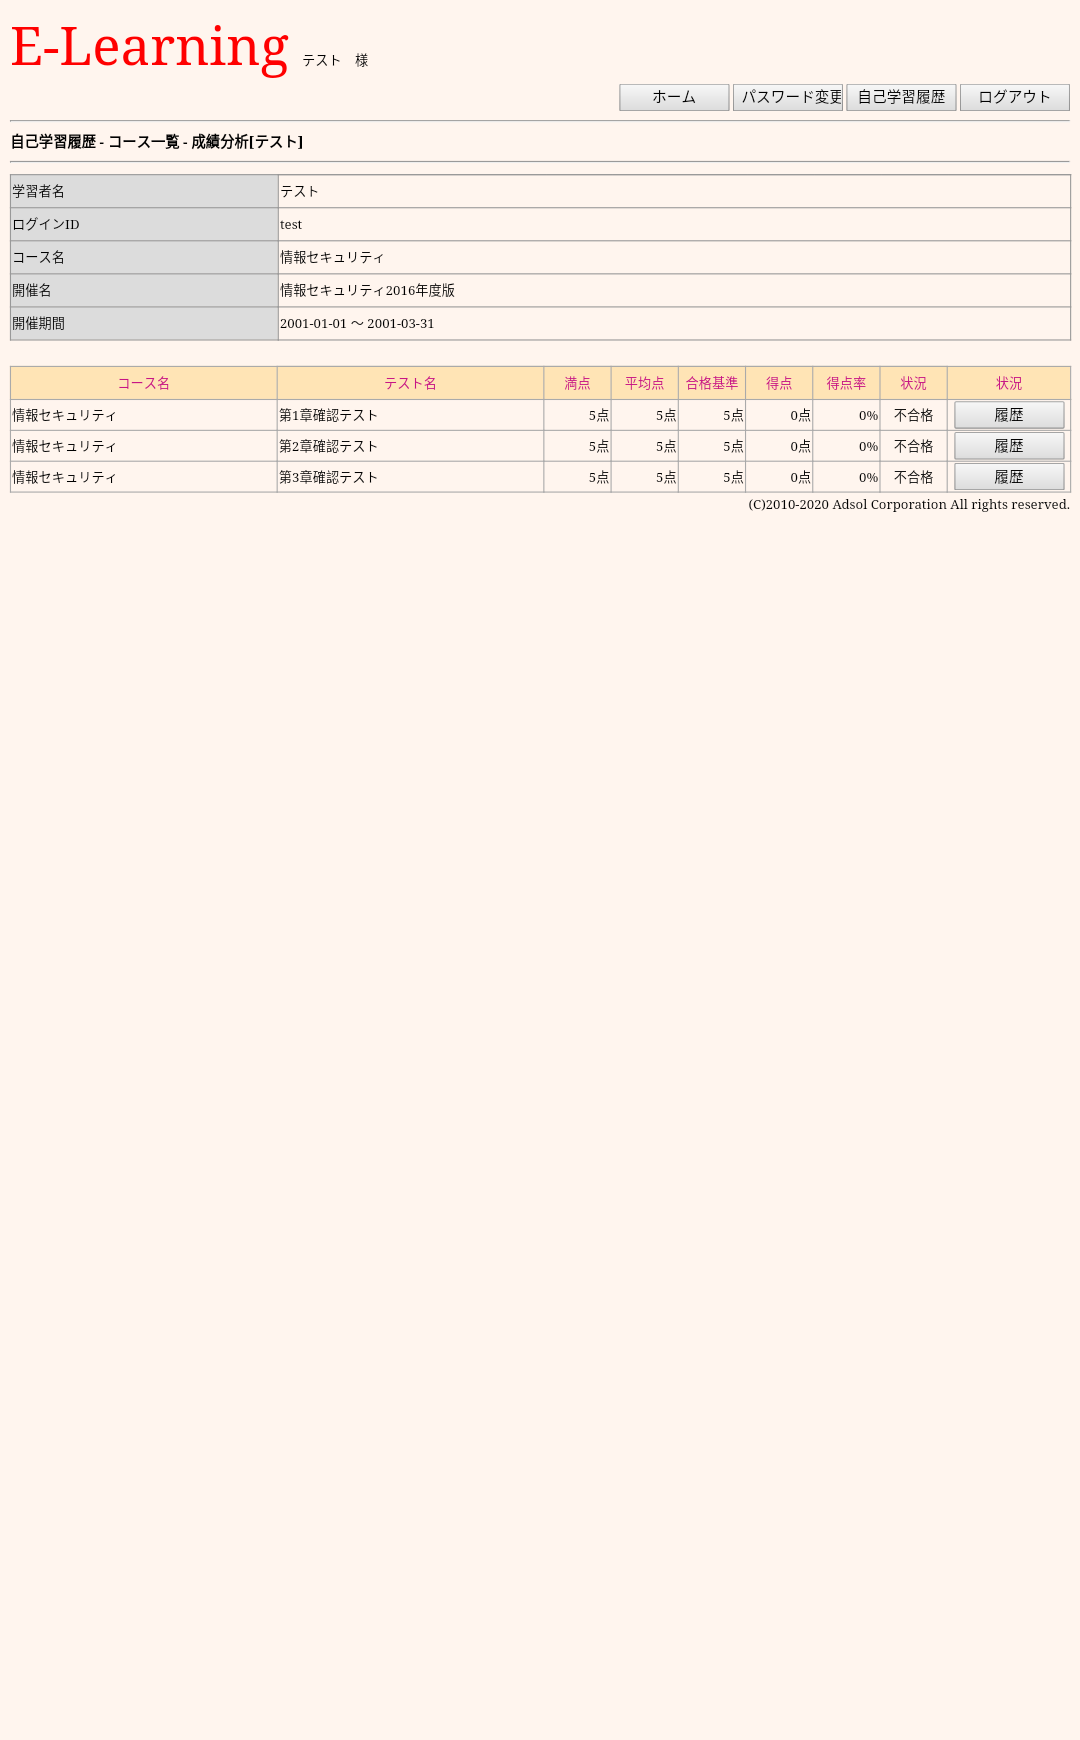 E-Learning テスト　様
ホーム パスワード変更 自己学習履歴 ログアウト
自己学習履歴 - コース一覧 - 成績分析[テスト]
学習者名 テスト
ログインID test
コース名 情報セキュリティ
開催名 情報セキュリティ2016年度版
開催期間 2001-01-01 ～ 2001-03-31
コース名 テスト名 満点 平均点 合格基準 得点 得点率 状況 状況
情報セキュリティ 第1章確認テスト 5点 5点 5点 0点 0% 不合格 履歴
情報セキュリティ 第2章確認テスト 5点 5点 5点 0点 0% 不合格 履歴
情報セキュリティ 第3章確認テスト 5点 5点 5点 0点 0% 不合格 履歴
(C)2010-2020 Adsol Corporation All rights reserved.